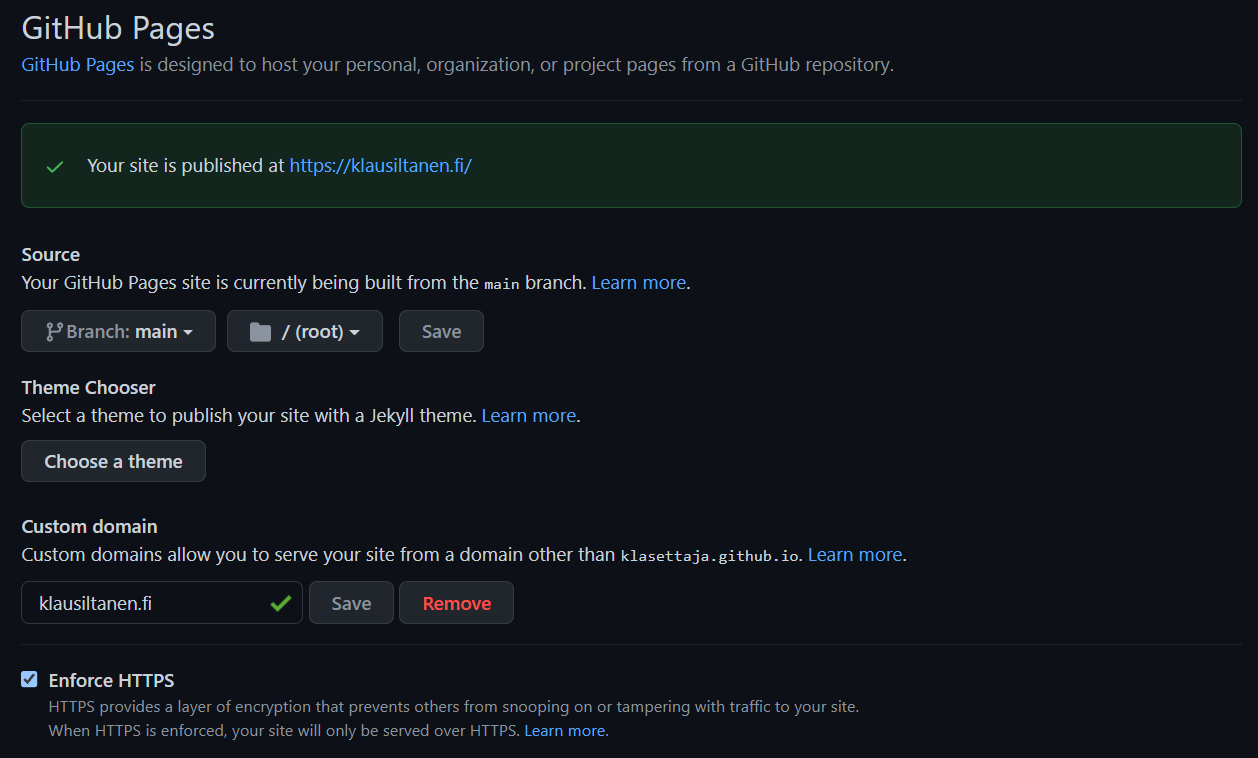 GitHub Pages
GitHub Pages is designed to host your personal, organization, or project pages from a GitHub repository.
Your site is published at https://klausiltanen.fi/
Source
Your GitHub Pages site is currently being built from the main branch. Learn more.
Branch: main / (root) Save
Theme Chooser
Select a theme to publish your site with a Jekyll theme. Learn more.
Choose a theme
Custom domain
Custom domains allow you to serve your site from a domain other than klasettaja.github.io. Learn more.
klausiltanen.fi Save Remove
Enforce HTTPS
HTTPS provides a layer of encryption that prevents others from snooping on or tampering with traffic to your site.
When HTTPS is enforced, your site will only be served over HTTPS. Learn more.